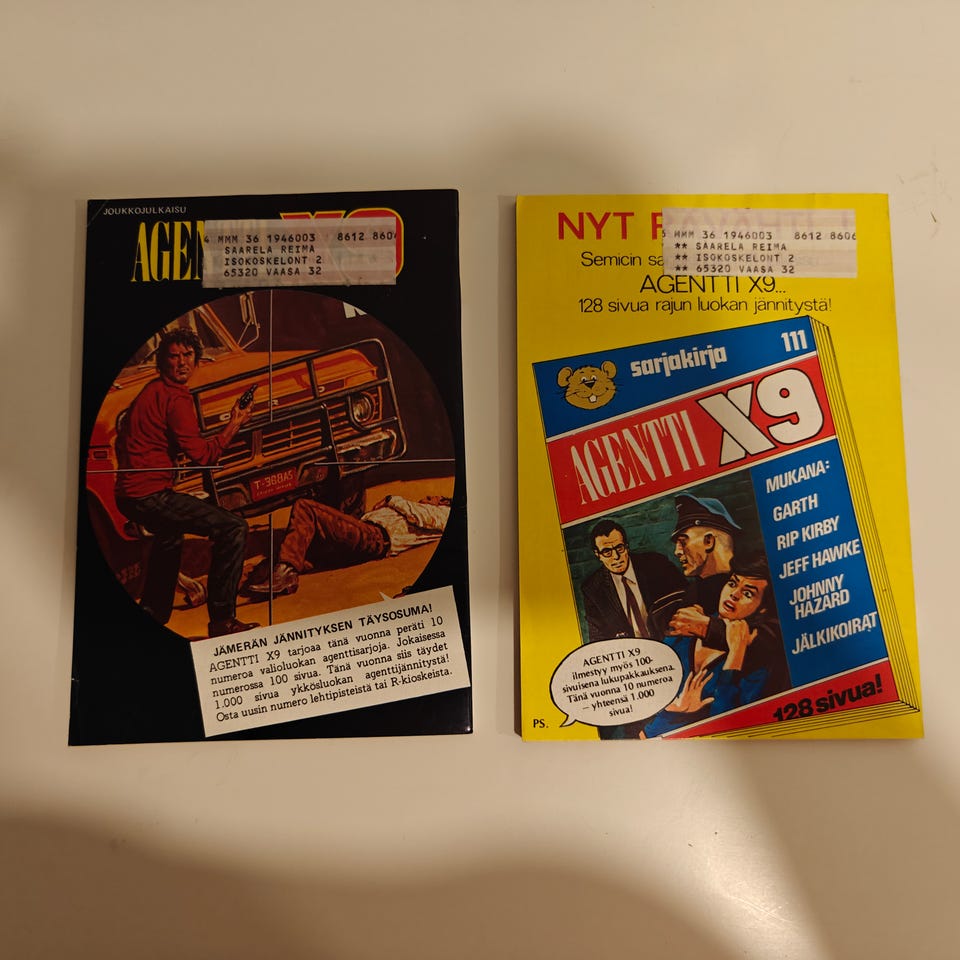 JOUKKOJULKAISU
AGEN X9
4 MMM 36 1946003 8612 860
SAARELA REIMA
ISOKOSKELONT 2
65320 VAASA 32
T-388AS
JÄMERÄN JÄNNITYKSEN TÄYSOSUMA!
AGENTTI X9 tarjoaa tänä vuonna peräti 10
numeroa valioluokan agenttisarjoja. Jokaisessa
numerossa 100 sivua. Tänä vuonna siis täydet
1.000 sivua ykkösluokan agenttijännitystä!
Osta uusin numero lehtipisteistä tai R-kioskeista.
NYT
MMM 36 1946003 8612 8606
** SAARELA REIMA
** ISOKOSKELONT 2
** 65320 VAASA 32
Semicin
AGENTTI X9...
128 sivua rajun luokan jännitystä!
sarjakirja 111
AGENTTI X9
MUKANA:
GARTH
RIP KIRBY
JEFF HAWKE
JOHNNY
HAZARD
JÄLKIKOIRAT
128 sivua!
AGENTTI X9
ilmestyy myös 100-
sivuisena lukupakkauksena.
Tänä vuonna 10 numeroa
– yhteensä 1.000
sivua!
PS.